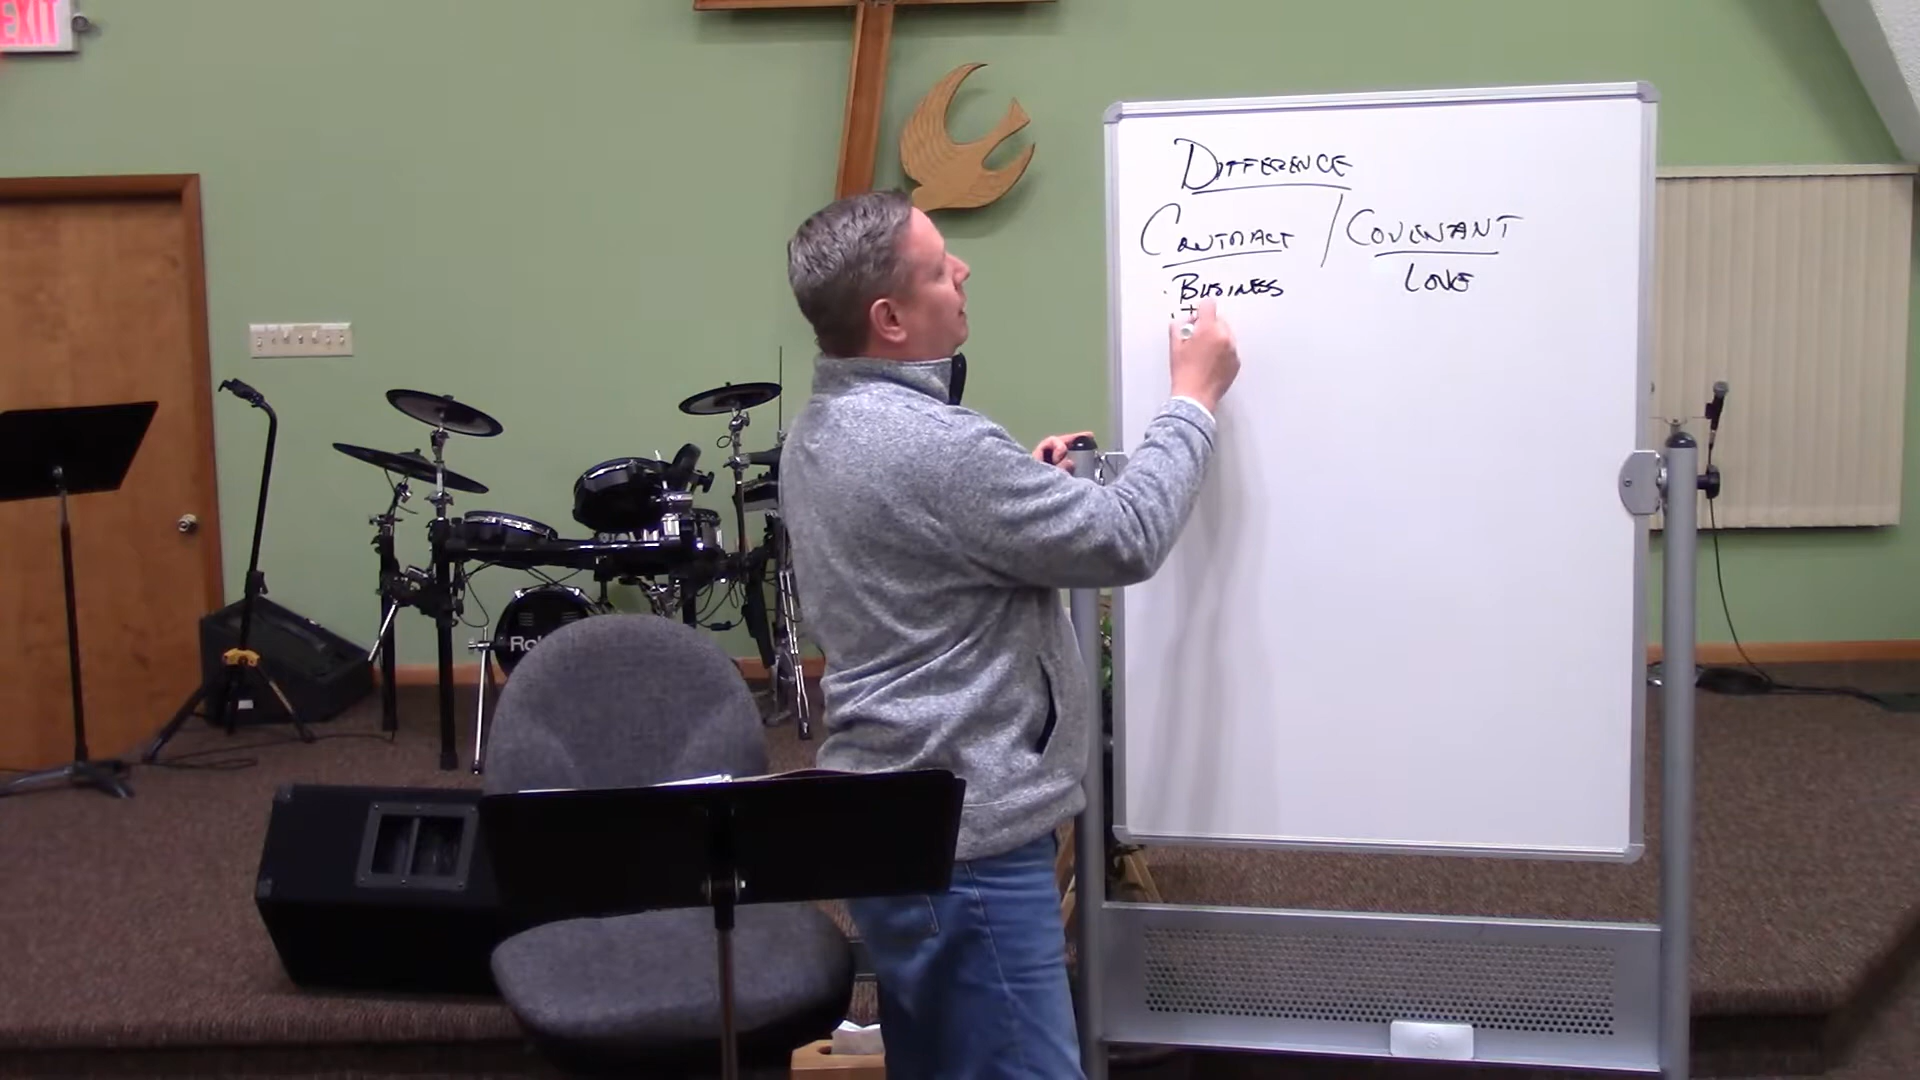 EXIT
DIFFERENCE
CONTRACT / COVENANT
· BUSINESS LOVE